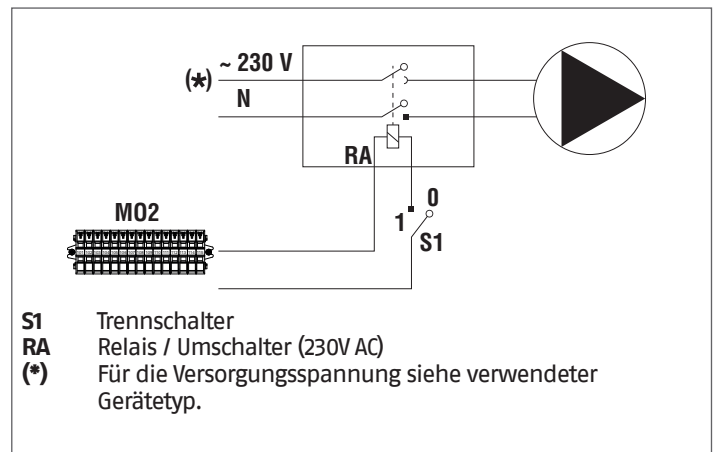 ~ 230 V
(*)
N
RA
MO2
0
1
S1
S1 Trennschalter
RA Relais / Umschalter (230V AC)
(*) Für die Versorgungsspannung siehe verwendeter
Gerätetyp.